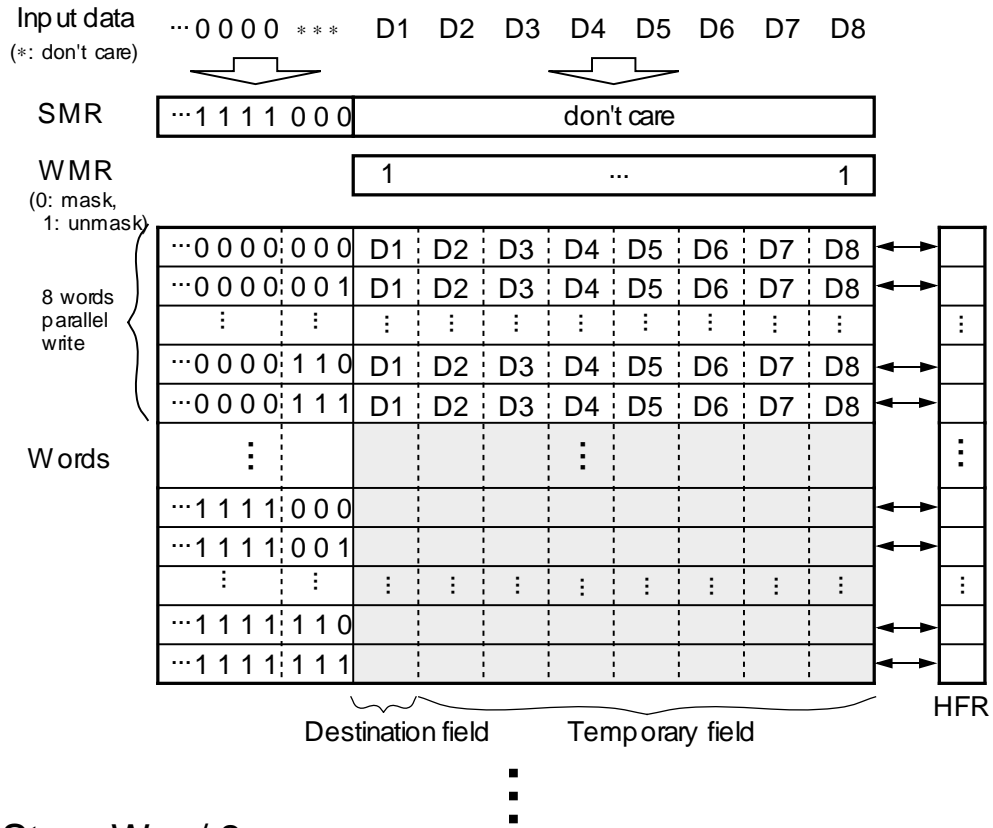 Input data ···0 0 0 0 *** D1 D2 D3 D4 D5 D6 D7 D8
(*: don't care)
SMR ···1 1 1 1 0 0 0 don't care
WMR 1 ··· 1
(0: mask,
1: unmask)
···0 0 0 0 0 0 0 D1 D2 D3 D4 D5 D6 D7 D8
···0 0 0 0 0 0 1 D1 D2 D3 D4 D5 D6 D7 D8
8 words
parallel
write
⋮ ⋮ ⋮ ⋮ ⋮ ⋮ ⋮ ⋮ ⋮ ⋮ ⋮
···0 0 0 0 1 1 0 D1 D2 D3 D4 D5 D6 D7 D8
···0 0 0 0 1 1 1 D1 D2 D3 D4 D5 D6 D7 D8
Words ⋮ ⋮ ⋮
···1 1 1 1 0 0 0
···1 1 1 1 0 0 1
⋮ ⋮ ⋮ ⋮ ⋮ ⋮ ⋮ ⋮ ⋮ ⋮ ⋮
···1 1 1 1 1 1 0
···1 1 1 1 1 1 1
HFR
Destination field Temporary field
⋮